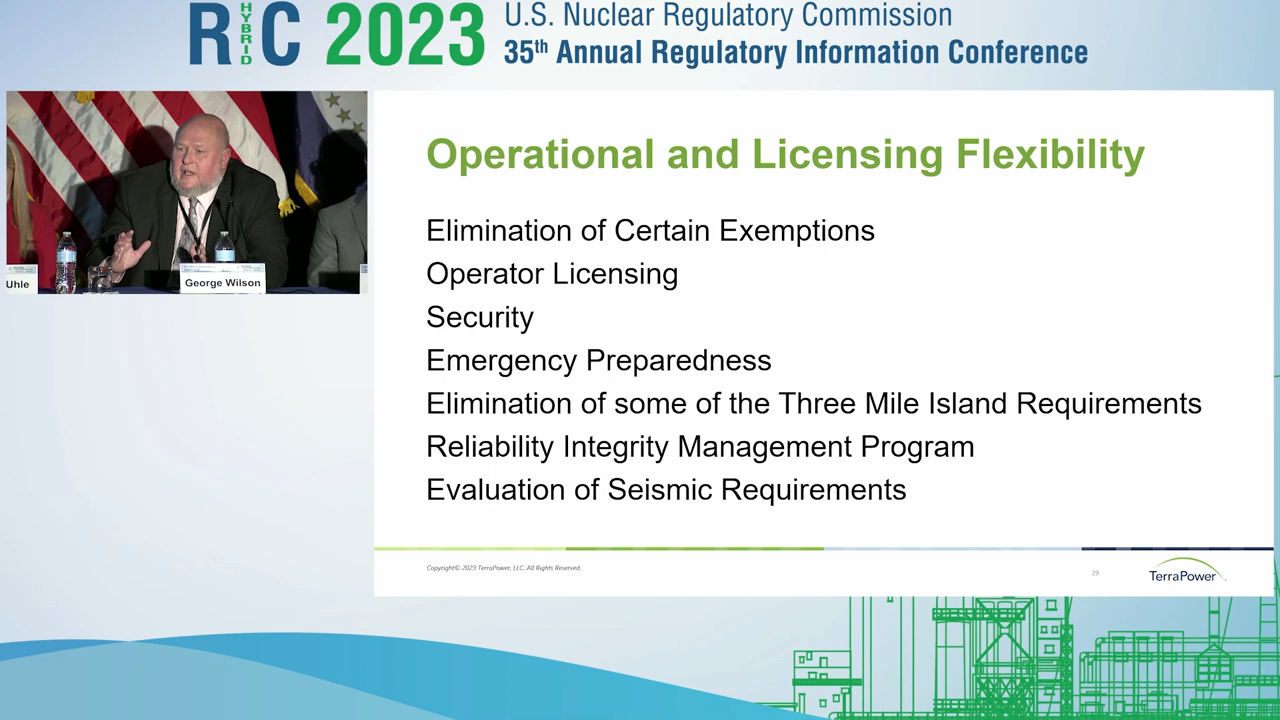 RIC 2023
HYBRID
U.S. Nuclear Regulatory Commission
35th Annual Regulatory Information Conference
Uhle
George Wilson
Operational and Licensing Flexibility
Elimination of Certain Exemptions
Operator Licensing
Security
Emergency Preparedness
Elimination of some of the Three Mile Island Requirements
Reliability Integrity Management Program
Evaluation of Seismic Requirements
Copyright© 2023 TerraPower, LLC. All Rights Reserved.
29
TerraPower